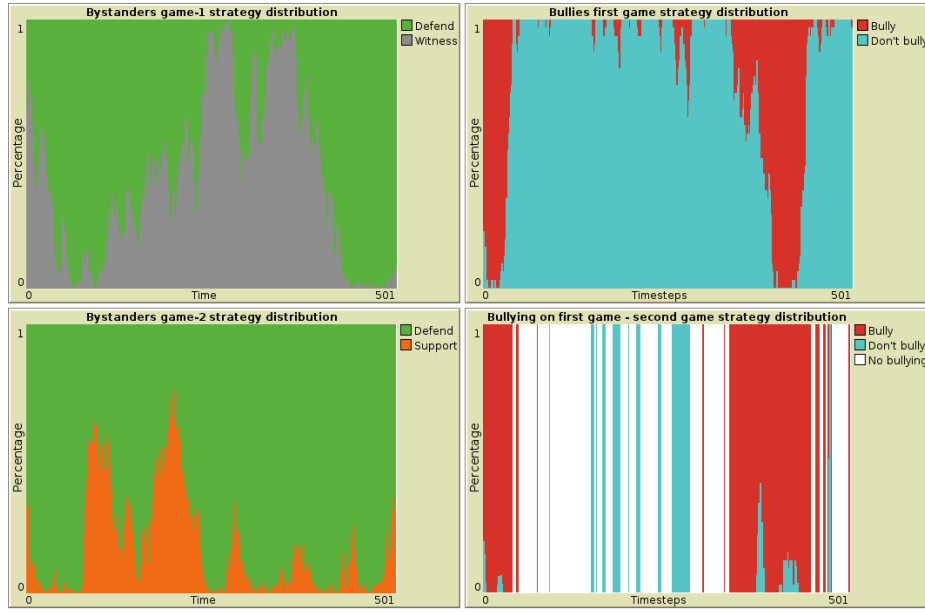 Bystanders game-1 strategy distribution
1
Defend
Witness
Percentage
0
0
Time
501
Bullies first game strategy distribution
1
Bully
Don't bully
Percentage
0
0
Timesteps
501
Bystanders game-2 strategy distribution
1
Defend
Support
Percentage
0
0
Time
501
Bullying on first game - second game strategy distribution
1
Bully
Don't bully
No bullying
Percentage
0
0
Timesteps
501